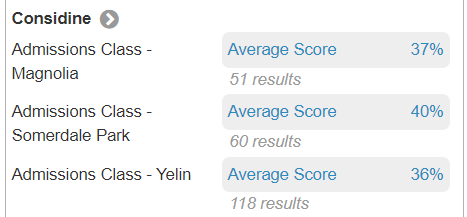 Considine
Admissions Class -
Magnolia
Average Score 37%
51 results
Admissions Class -
Somerdale Park
Average Score 40%
60 results
Admissions Class - Yelin
Average Score 36%
118 results